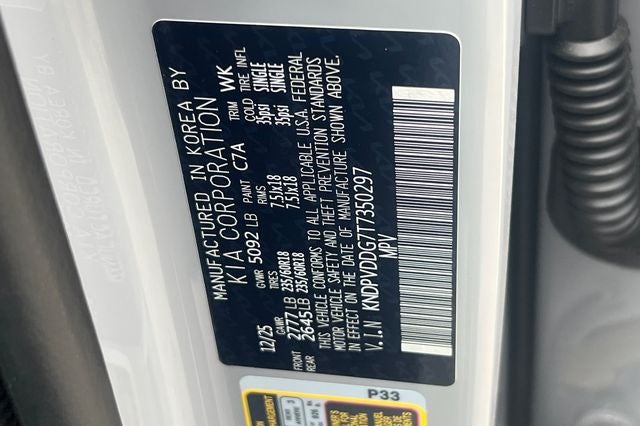 MANUFACTURED IN KOREA BY
KIA CORPORATION
GVWR 5092 LB PAINT C7A TRIM WK
12/25 GAWR TIRES RIMS COLD TIRE INFL
FRONT 2777 LB 235/60R18 7.5Jx18 35psi SINGLE
REAR 2645 LB 235/60R18 7.5Jx18 35psi SINGLE
THIS VEHICLE CONFORMS TO ALL APPLICABLE U.S.A. FEDERAL
MOTOR VEHICLE SAFETY AND THEFT PREVENTION STANDARDS
IN EFFECT ON THE DATE OF MANUFACTURE SHOWN ABOVE.
V.I.N KNDPVDDG7T7350297
MPV
P33